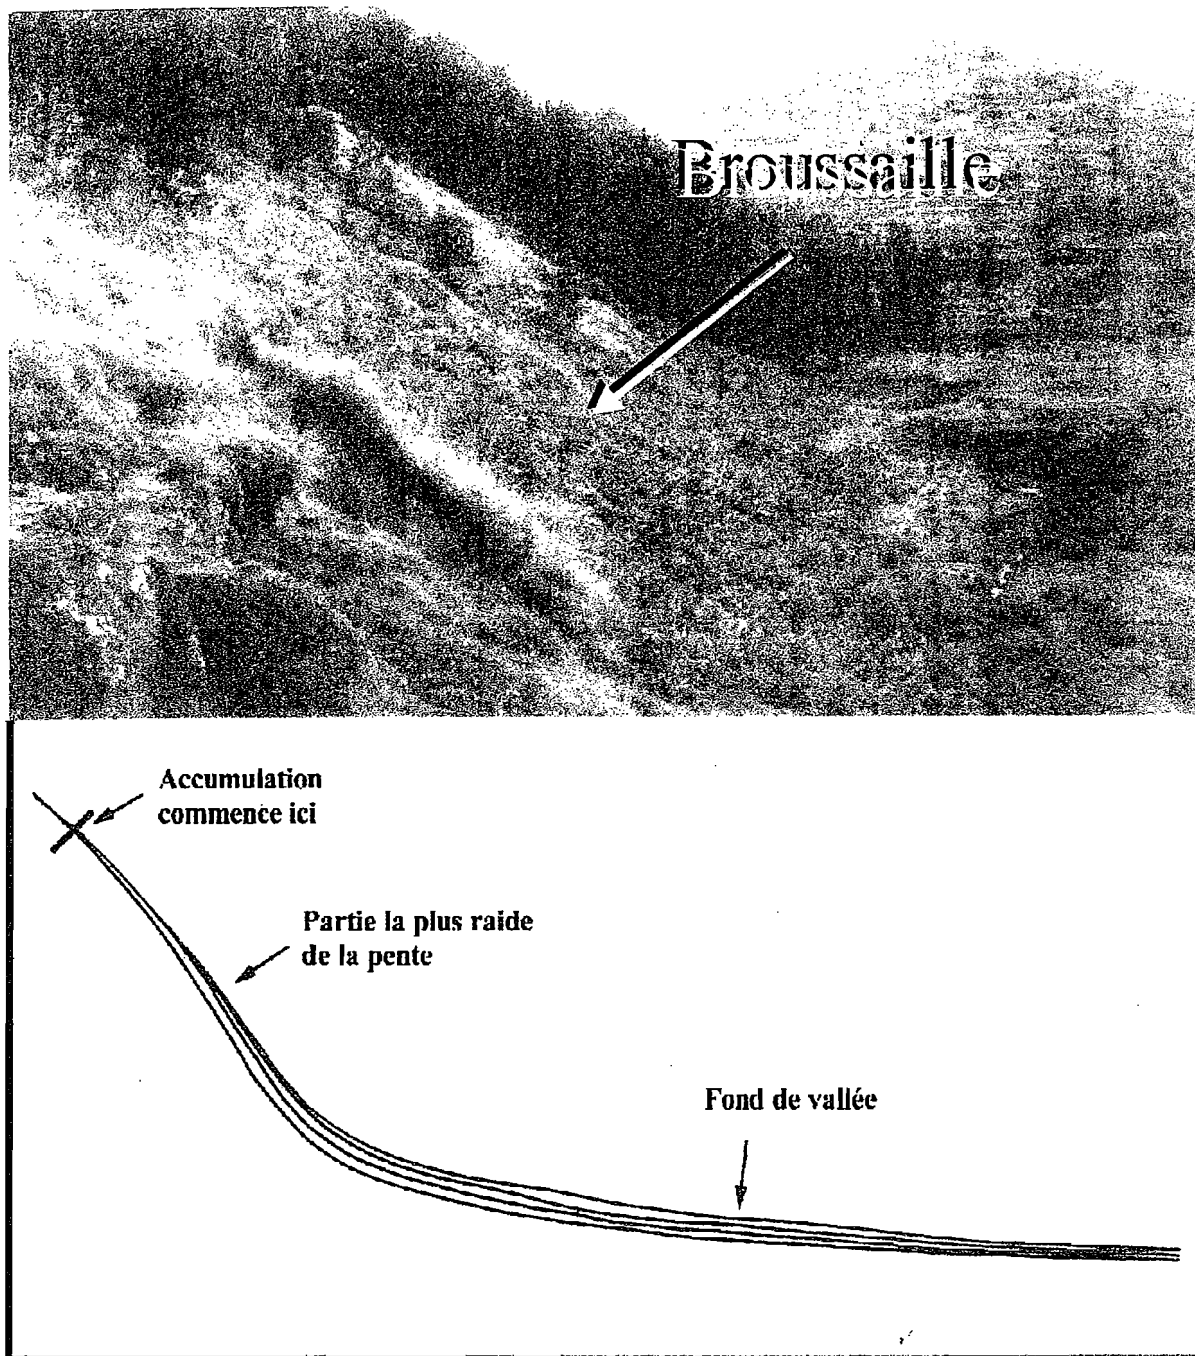 Broussaille
Accumulation
commence ici
Partie la plus raide
de la pente
Fond de vallée